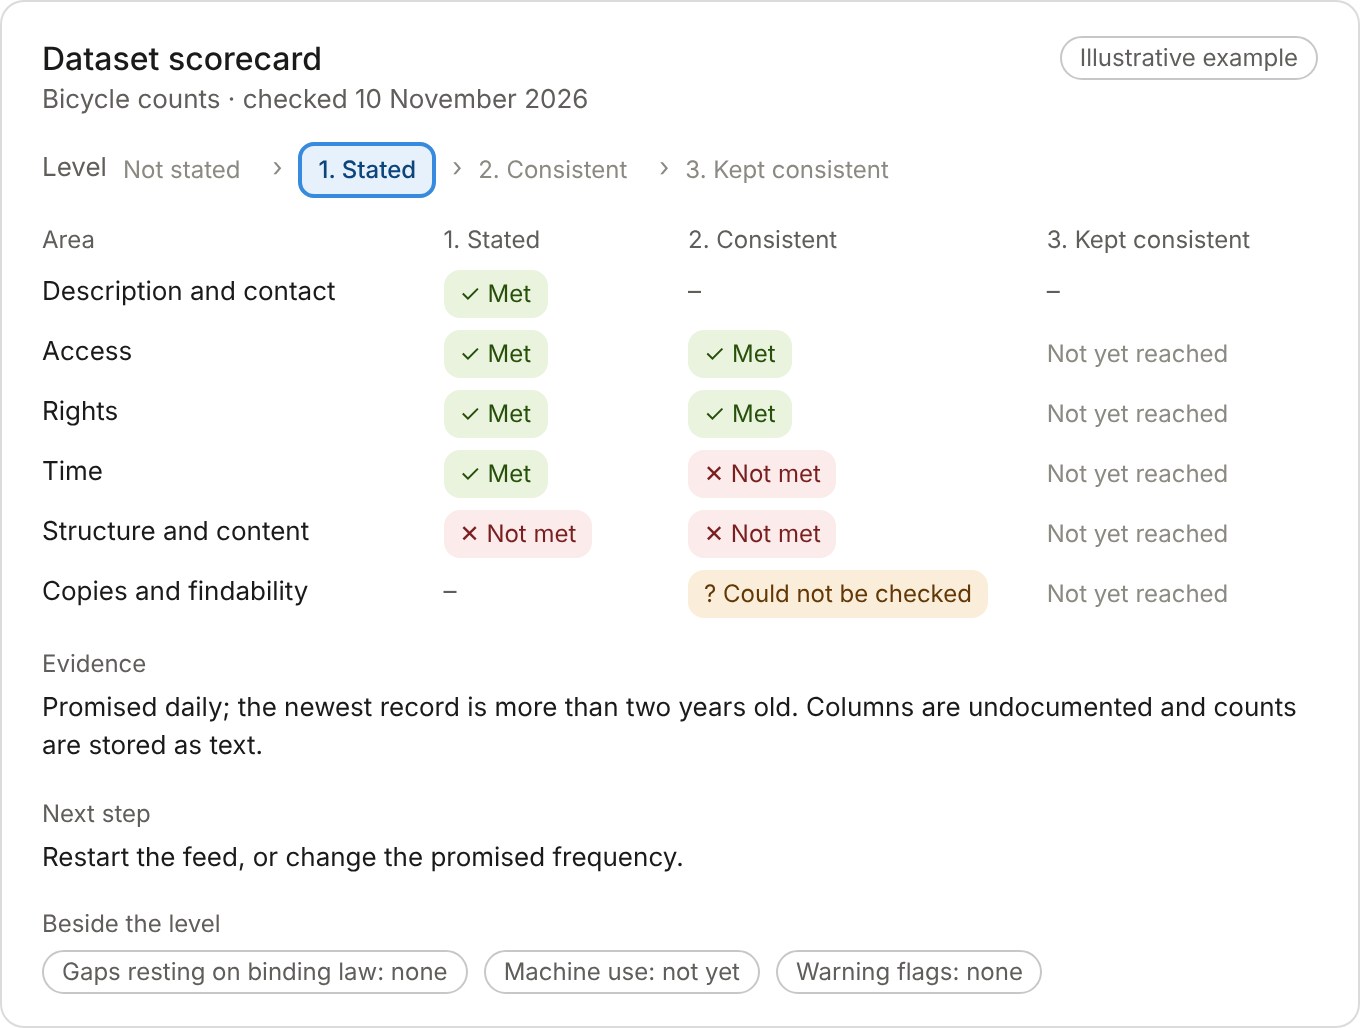 Dataset scorecard
Illustrative example
Bicycle counts · checked 10 November 2026
Level Not stated › 1. Stated › 2. Consistent › 3. Kept consistent
Area 1. Stated 2. Consistent 3. Kept consistent
Description and contact ✓ Met – –
Access ✓ Met ✓ Met Not yet reached
Rights ✓ Met ✓ Met Not yet reached
Time ✓ Met ✕ Not met Not yet reached
Structure and content ✕ Not met ✕ Not met Not yet reached
Copies and findability – ? Could not be checked Not yet reached
Evidence
Promised daily; the newest record is more than two years old. Columns are undocumented and counts
are stored as text.
Next step
Restart the feed, or change the promised frequency.
Beside the level
Gaps resting on binding law: none Machine use: not yet Warning flags: none